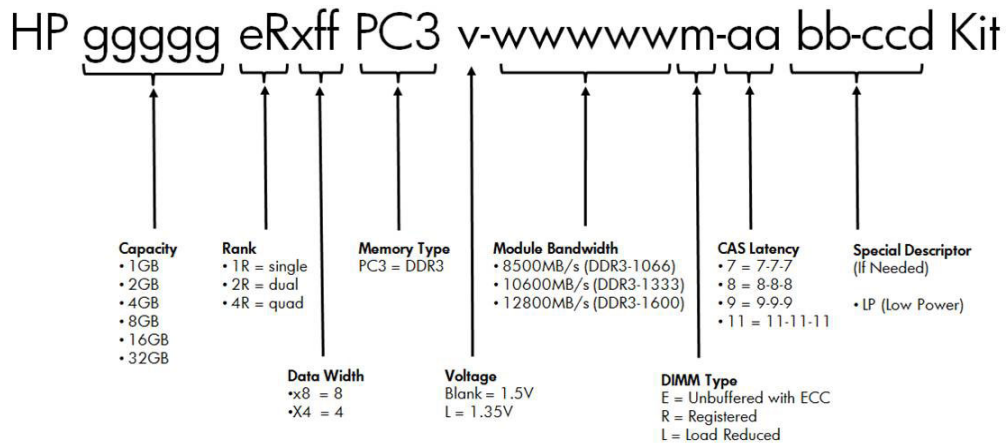 HP ggggg eRxff PC3 v-wwwwwm-aa bb-ccd Kit
Capacity
• 1GB
• 2GB
• 4GB
• 8GB
• 16GB
• 32GB
Rank
• 1R = single
• 2R = dual
• 4R = quad
Memory Type
PC3 = DDR3
Module Bandwidth
• 8500MB/s (DDR3-1066)
• 10600MB/s (DDR3-1333)
• 12800MB/s (DDR3-1600)
CAS Latency
• 7 = 7-7-7
• 8 = 8-8-8
• 9 = 9-9-9
• 11 = 11-11-11
Special Descriptor
(If Needed)
• LP (Low Power)
Data Width
•x8 = 8
•X4 = 4
Voltage
Blank = 1.5V
L = 1.35V
DIMM Type
E = Unbuffered with ECC
R = Registered
L = Load Reduced